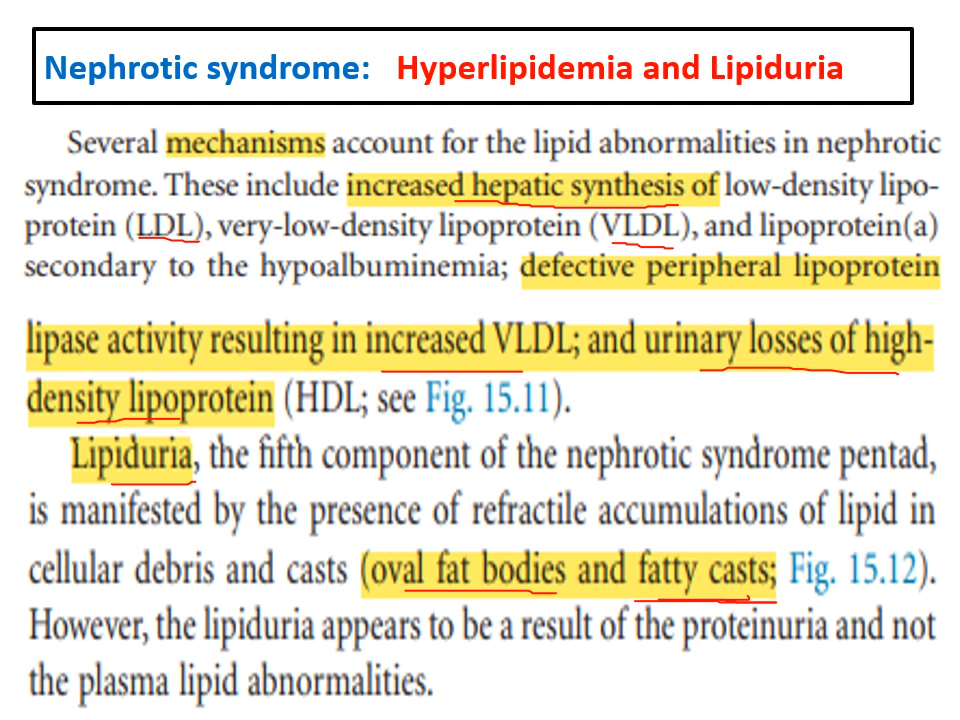 Nephrotic syndrome: Hyperlipidemia and Lipiduria
Several mechanisms account for the lipid abnormalities in nephrotic
syndrome. These include increased hepatic synthesis of low-density lipo-
protein (LDL), very-low-density lipoprotein (VLDL), and lipoprotein(a)
secondary to the hypoalbuminemia; defective peripheral lipoprotein
lipase activity resulting in increased VLDL; and urinary losses of high-
density lipoprotein (HDL; see Fig. 15.11).
Lipiduria, the fifth component of the nephrotic syndrome pentad,
is manifested by the presence of refractile accumulations of lipid in
cellular debris and casts (oval fat bodies and fatty casts; Fig. 15.12).
However, the lipiduria appears to be a result of the proteinuria and not
the plasma lipid abnormalities.